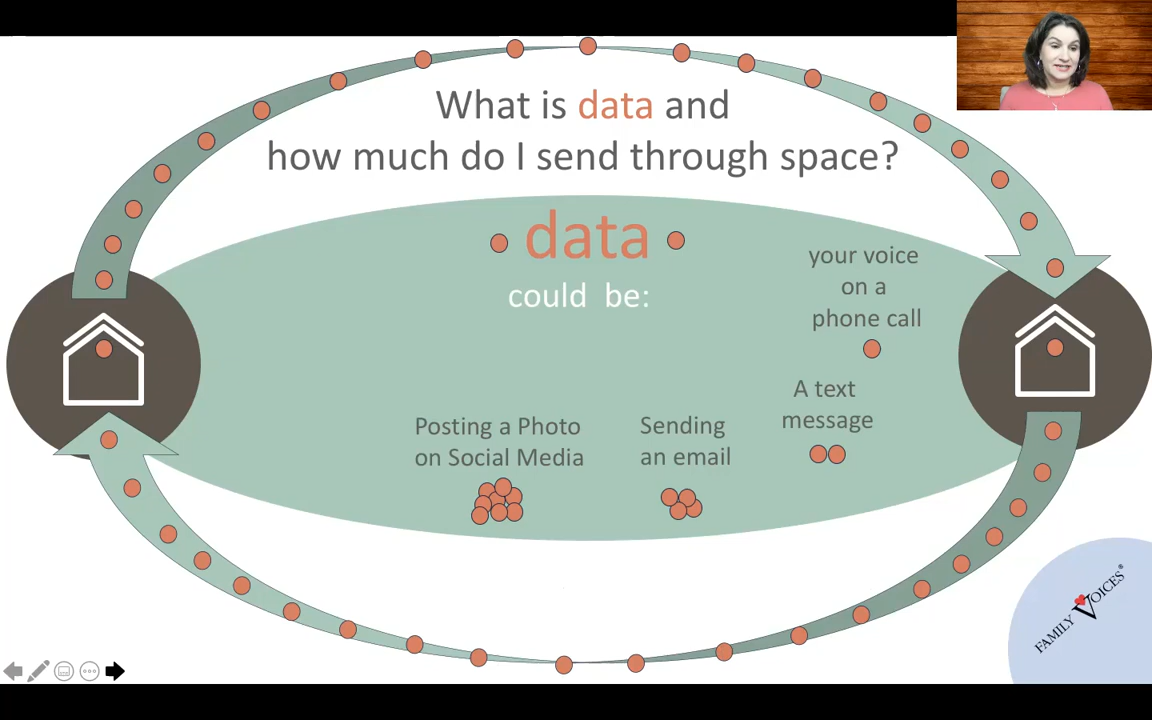 What is data and
how much do I send through space?
data
could be:
your voice
on a
phone call
A text
message
Sending
an email
Posting a Photo
on Social Media
FAMILY VOICES®